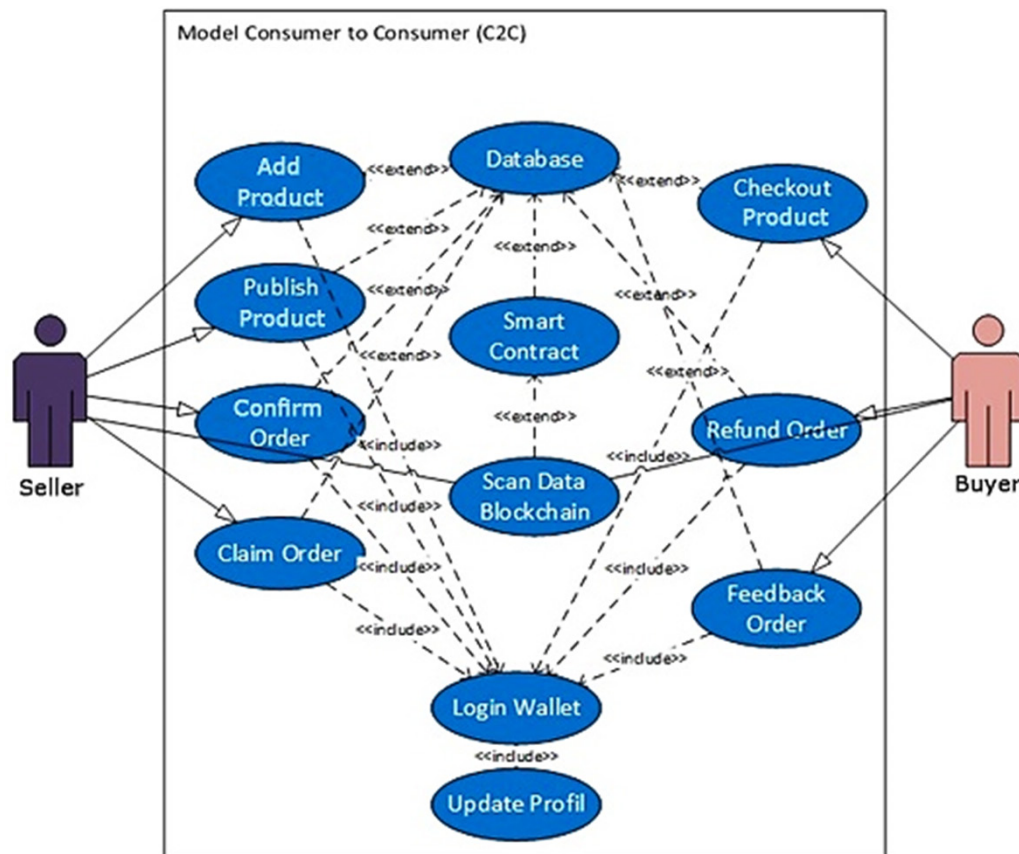 Model Consumer to Consumer (C2C)
Add
Product
<<extend>>
Database
<<extend>>
Checkout
Product
<<extend>>
<<extend>>
Publish
Product
<<extend>>
<<extend>>
Smart
Contract
<<extend>>
<<extend>>
Seller
Confirm
Order
<<include>>
<<extend>>
<<include>>
Refund Order
Buyer
Scan Data
Blockchain
<<include>>
Claim Order
<<include>>
<<include>>
Feedback
Order
<<include>>
<<include>>
Login Wallet
<<include>>
Update Profil